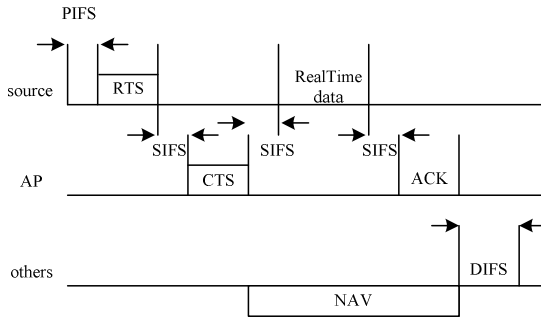 PIFS
source
RTS
RealTime
data
SIFS
SIFS
SIFS
AP
CTS
ACK
others
DIFS
NAV